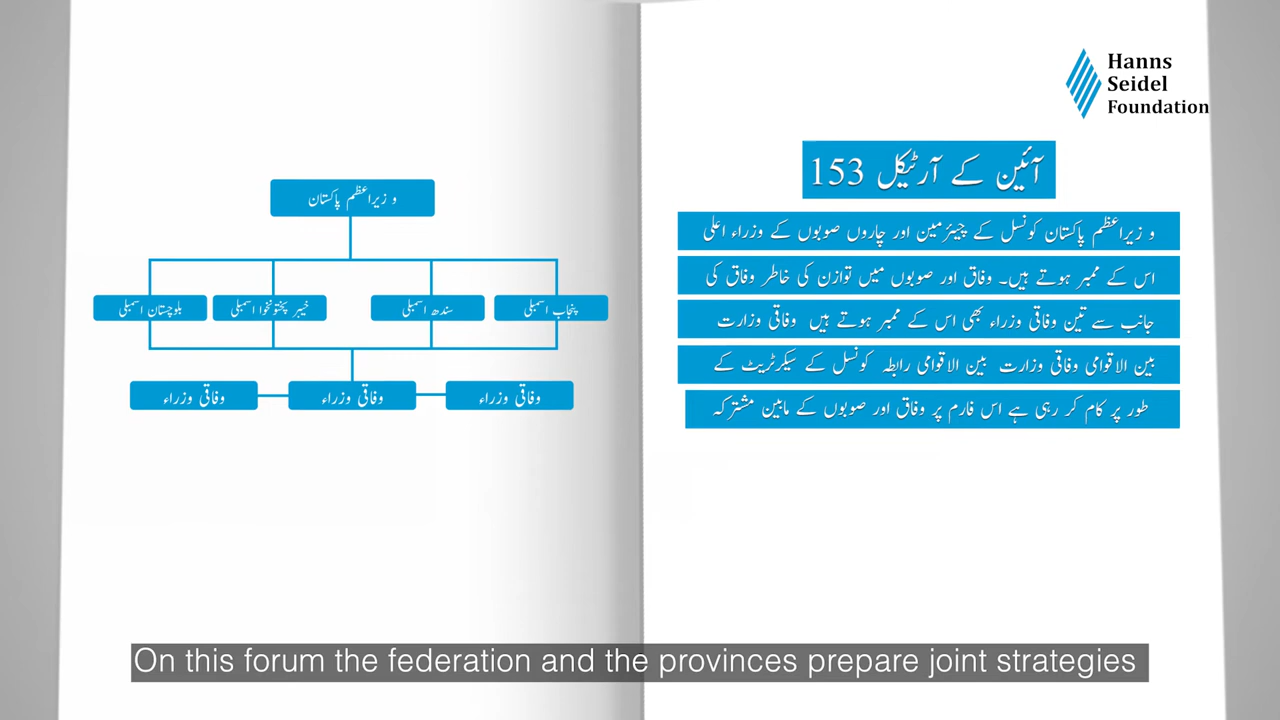 Hanns
Seidel
Foundation
آئین کے آرٹیکل 153
و زیراعظم پاکستان کونسل کے چیئرمین اور چاروں صوبوں کے وزراء اعلی
اس کے ممبر ہوتے ہیں۔ وفاق اور صوبوں میں توازن کی خاطر وفاق کی
جانب سے تین وفاقی وزراء بھی اس کے ممبر ہوتے ہیں وفاقی وزارت
بین الاقوامی وفاقی وزارت بین الاقوامی رابطہ کونسل کے سیکرٹریٹ کے
طور پر کام کر رہی ہے اس فارم پر وفاق اور صوبوں کے مابین مشترکہ
و زیراعظم پاکستان
پنجاب اسمبلی
سندھ اسمبلی
خیبر پختونخوا اسمبلی
بلوچستان اسمبلی
وفاقی وزراء
وفاقی وزراء
وفاقی وزراء
On this forum the federation and the provinces prepare joint strategies